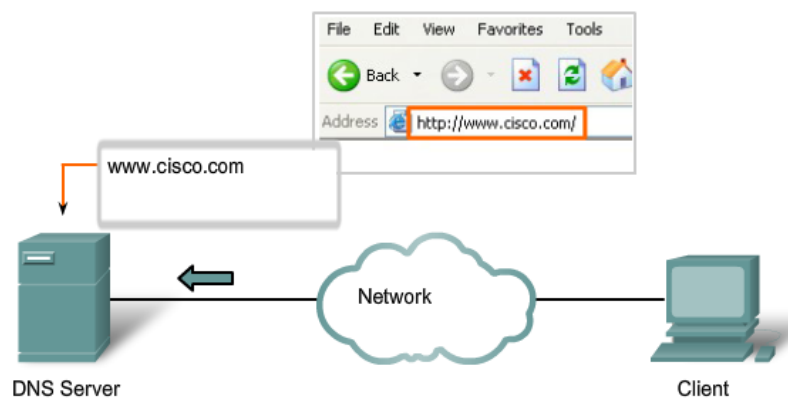 File Edit View Favorites Tools
Back
Address http://www.cisco.com/
www.cisco.com
Network
DNS Server
Client